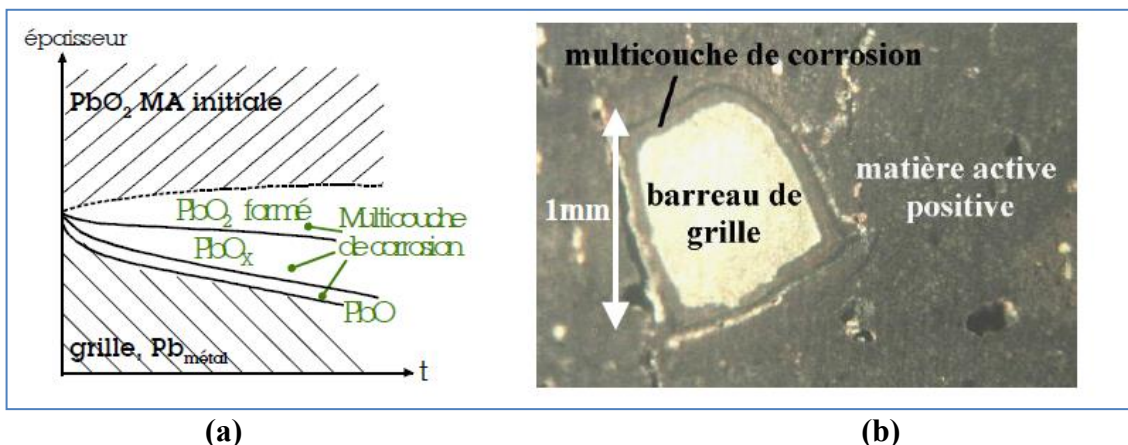 épaisseur
PbO₂ MA initiale
PbO₂ formé
Multicouche
de corrosion
PbOₓ
PbO
grille, Pb_métal
t
multicouche de corrosion
1mm
barreau de
grille
matière active
positive
(a)
(b)